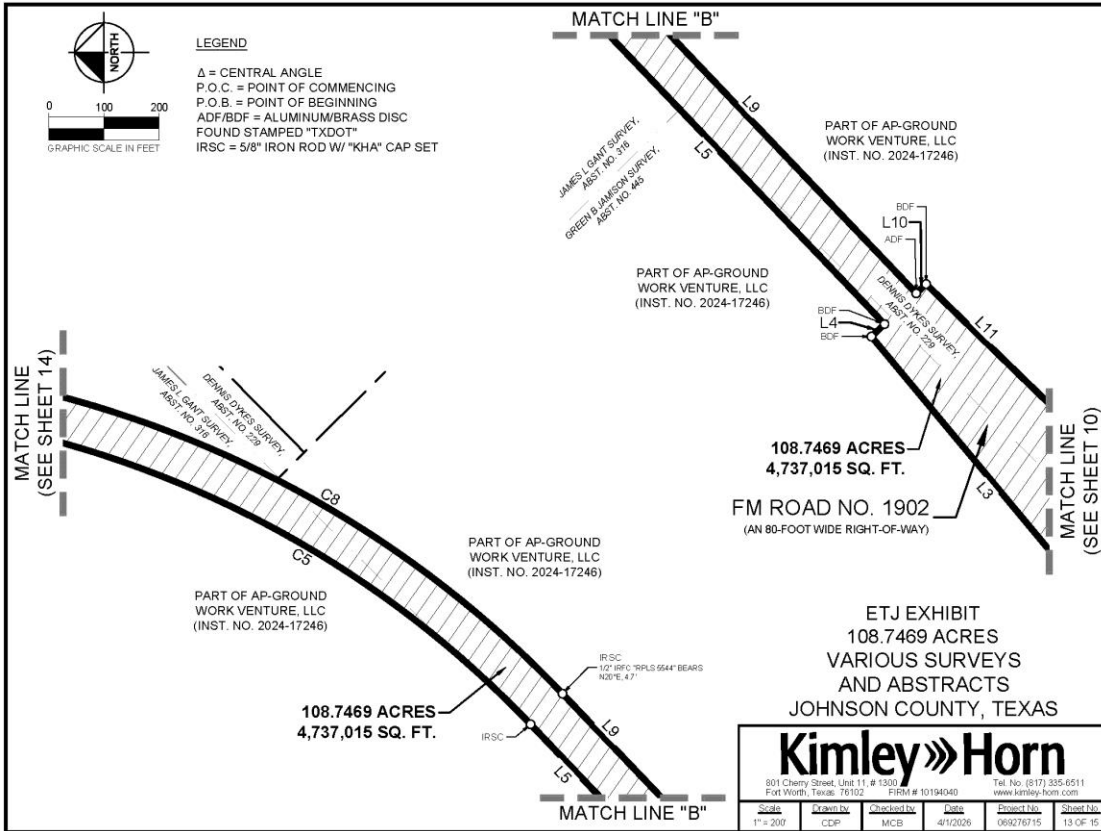 NORTH
0 100 200
GRAPHIC SCALE IN FEET
LEGEND
Δ = CENTRAL ANGLE
P.O.C. = POINT OF COMMENCING
P.O.B. = POINT OF BEGINNING
ADF/BDF = ALUMINUM/BRASS DISC
FOUND STAMPED "TXDOT"
IRSC = 5/8" IRON ROD W/ "KHA" CAP SET
MATCH LINE "B"
L9
L5
JAMES L GANT SURVEY,
ABST. NO. 316
GREEN B JAMISON SURVEY,
ABST. NO. 445
PART OF AP-GROUND
WORK VENTURE, LLC
(INST. NO. 2024-17246)
BDF
L10
ADF
PART OF AP-GROUND
WORK VENTURE, LLC
(INST. NO. 2024-17246)
DENNIS DYKES SURVEY,
ABST. NO. 229
L11
BDF
L4
BDF
108.7469 ACRES
4,737,015 SQ. FT.
L3
FM ROAD NO. 1902
(AN 80-FOOT WIDE RIGHT-OF-WAY)
MATCH LINE
(SEE SHEET 10)
MATCH LINE
(SEE SHEET 14)
JAMES L GANT SURVEY,
ABST. NO. 316
DENNIS DYKES SURVEY,
ABST. NO. 229
C8
C5
PART OF AP-GROUND
WORK VENTURE, LLC
(INST. NO. 2024-17246)
PART OF AP-GROUND
WORK VENTURE, LLC
(INST. NO. 2024-17246)
IRSC
1/2" IRFC "RPLS 5544" BEARS
N20°E, 4.7'
108.7469 ACRES
4,737,015 SQ. FT.
IRSC
L9
L5
MATCH LINE "B"
ETJ EXHIBIT
108.7469 ACRES
VARIOUS SURVEYS
AND ABSTRACTS
JOHNSON COUNTY, TEXAS
Kimley»Horn
801 Cherry Street, Unit 11, # 1300 Tel. No. (817) 335-6511
Fort Worth, Texas 76102 FIRM # 10194040 www.kimley-horn.com
Scale Drawn by Checked by Date Project No. Sheet No.
1" = 200' CDP MCB 4/1/2026 069276715 13 OF 15